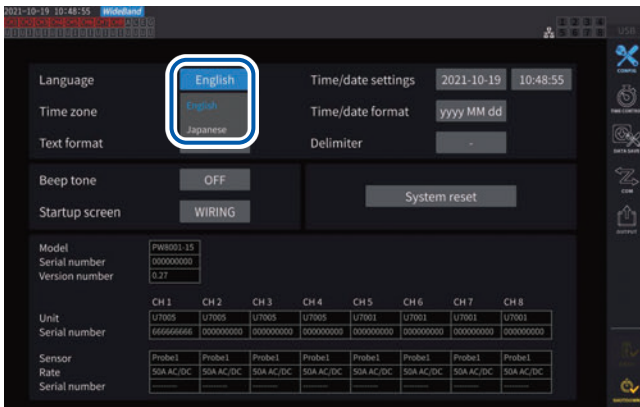 2021-10-19 10:48:55 WideBand
USB
Language English Time/date settings 2021-10-19 10:48:55
CONFIG
English
Time zone Time/date format yyyy MM dd
TIME CONTROL
Japanese
Text format Delimiter -
DATA SAVE
Beep tone OFF
COM
System reset
Startup screen WIRING
OUTPUT
Model PW8001-15
Serial number 000000000
Version number 0.27
CH 1 CH 2 CH 3 CH 4 CH 5 CH 6 CH 7 CH 8
Unit U7005 U7005 U7005 U7005 U7001 U7001 U7001 U7001
Serial number 666666666 000000000 000000000 000000000 000000000 000000000 000000000 000000000
Sensor Probe1 Probe1 Probe1 Probe1 Probe1 Probe1 Probe1 Probe1
Rate 50A AC/DC 50A AC/DC 50A AC/DC 50A AC/DC 50A AC/DC 50A AC/DC 50A AC/DC 50A AC/DC
Serial number --------- --------- --------- --------- --------- --------- --------- ---------